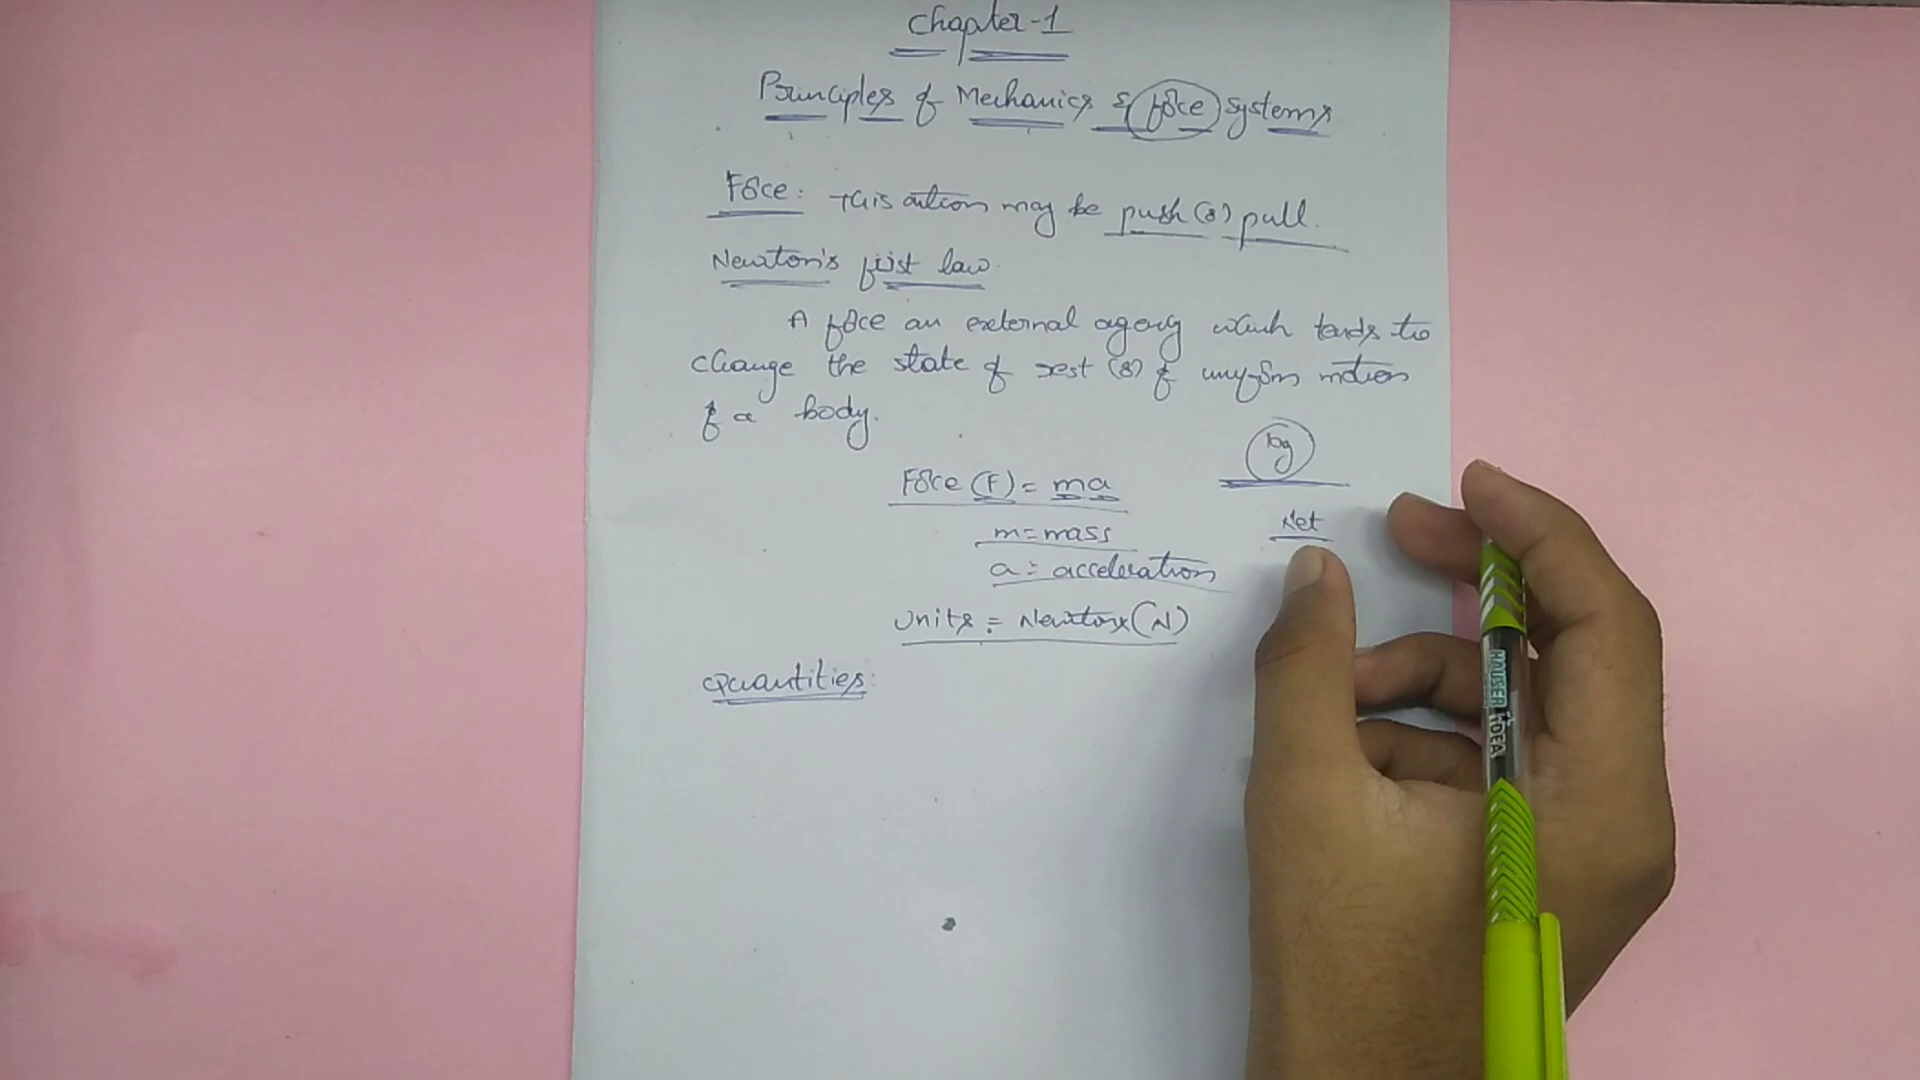 Chapter-1
Principles of Mechanics & force systems
Force: This action may be push (or) pull.
Newton's first law:
A force an external agency which tends to
change the state of rest (or) of uniform motion
of a body.
kg
Force (F) = ma
Net
m=mass
a = acceleration
Units = Newtons (N)
Quantities:
HAUSER
IDEA